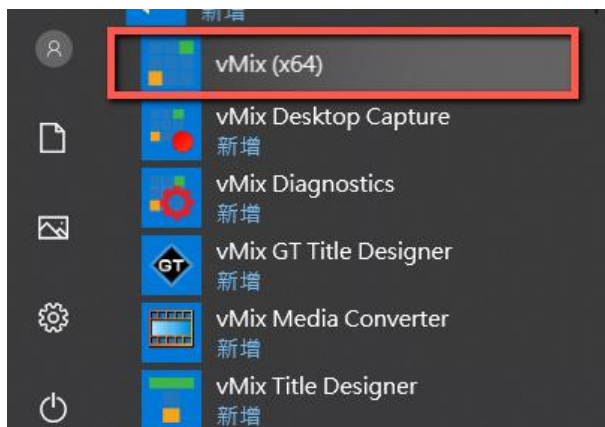 新增
vMix (x64)
vMix Desktop Capture
新增
vMix Diagnostics
新增
GT
vMix GT Title Designer
新增
vMix Media Converter
新增
vMix Title Designer
新增